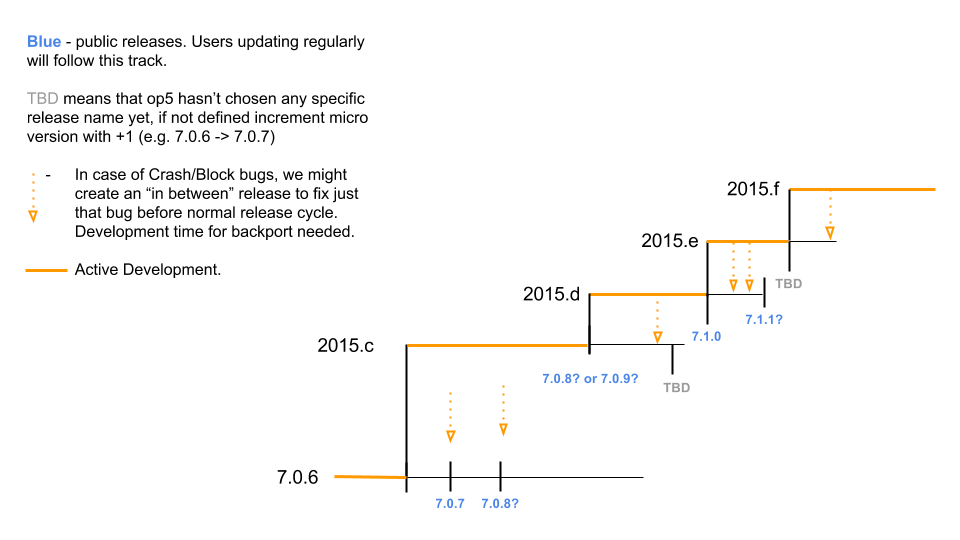 Blue - public releases. Users updating regularly
will follow this track.
TBD means that op5 hasn’t chosen any specific
release name yet, if not defined increment micro
version with +1 (e.g. 7.0.6 -> 7.0.7)
- In case of Crash/Block bugs, we might
create an “in between” release to fix just
that bug before normal release cycle.
Development time for backport needed.
Active Development.
2015.f
2015.e
TBD
2015.d
7.1.1?
7.1.0
2015.c
7.0.8? or 7.0.9?
TBD
7.0.6
7.0.7
7.0.8?